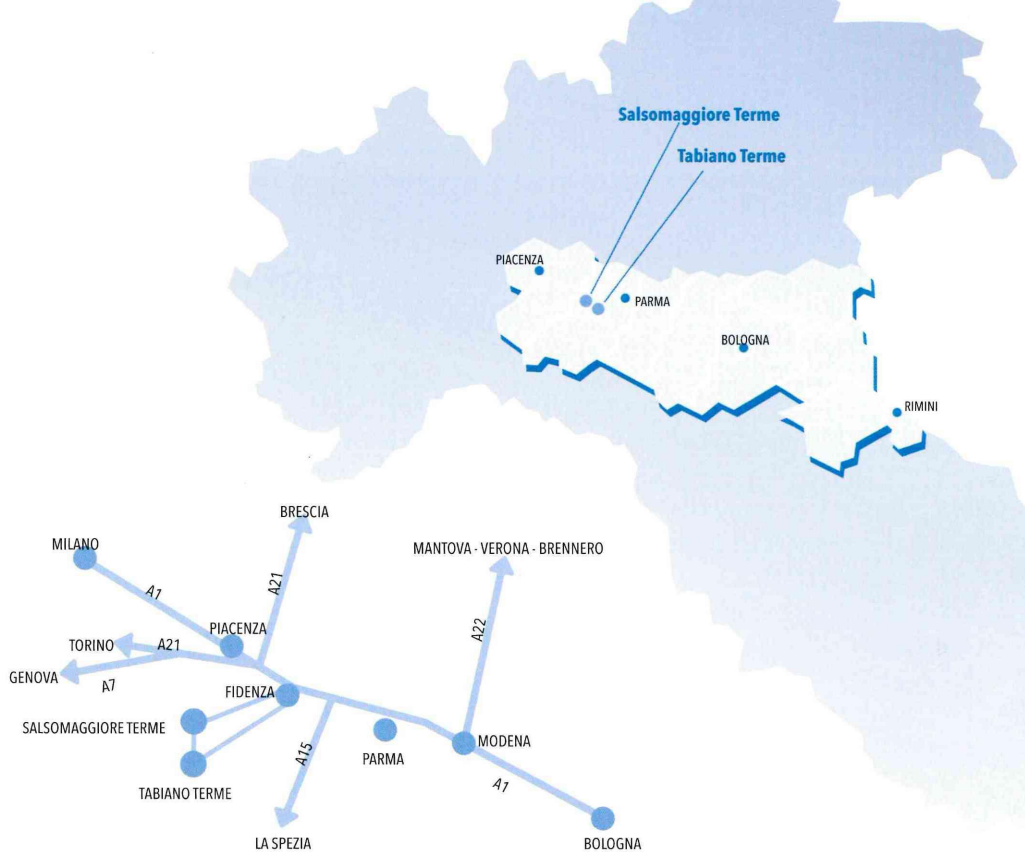 Salsomaggiore Terme
Tabiano Terme
PIACENZA
PARMA
BOLOGNA
RIMINI
BRESCIA
MILANO
MANTOVA - VERONA - BRENNERO
A1
A21
A22
PIACENZA
TORINO
A21
GENOVA
A7
FIDENZA
SALSOMAGGIORE TERME
A15
PARMA
MODENA
TABIANO TERME
A1
LA SPEZIA
BOLOGNA